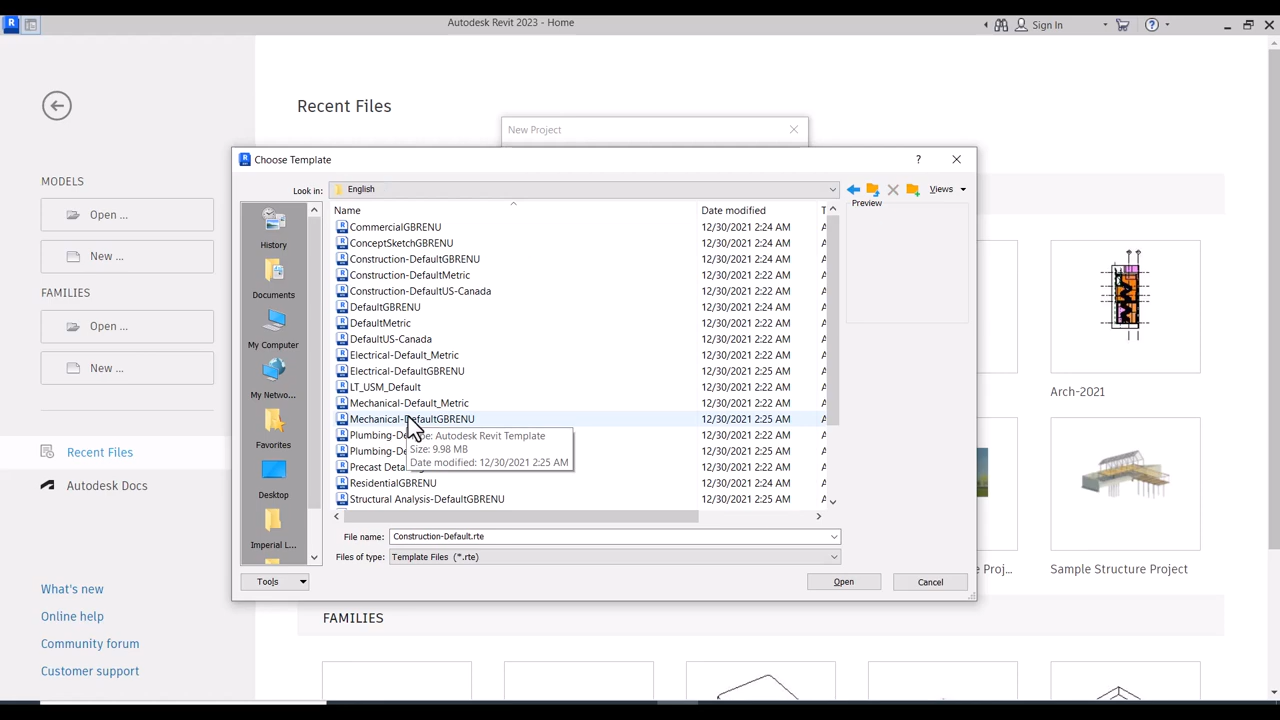 Autodesk Revit 2023 - Home
Sign In
Recent Files
New Project
Choose Template
MODELS
Look in: English
Views
Preview
Open ...
New ...
FAMILIES
Open ...
New ...
Recent Files
Autodesk Docs
What's new
Online help
Community forum
Customer support
History
Documents
My Computer
My Netwo...
Favorites
Desktop
Imperial L...
Name Date modified T
CommercialGBRENU 12/30/2021 2:24 AM A
ConceptSketchGBRENU 12/30/2021 2:24 AM A
Construction-DefaultGBRENU 12/30/2021 2:24 AM A
Construction-DefaultMetric 12/30/2021 2:22 AM A
Construction-DefaultUS-Canada 12/30/2021 2:22 AM A
DefaultGBRENU 12/30/2021 2:24 AM A
DefaultMetric 12/30/2021 2:22 AM A
DefaultUS-Canada 12/30/2021 2:22 AM A
Electrical-Default_Metric 12/30/2021 2:22 AM A
Electrical-DefaultGBRENU 12/30/2021 2:25 AM A
LT_USM_Default 12/30/2021 2:22 AM A
Mechanical-Default_Metric 12/30/2021 2:22 AM A
Mechanical-DefaultGBRENU 12/30/2021 2:25 AM A
Plumbing-De 12/30/2021 2:22 AM A
Plumbing-De 12/30/2021 2:25 AM A
Precast Deta 12/30/2021 2:22 AM A
ResidentialGBRENU 12/30/2021 2:25 AM A
Structural Analysis-DefaultGBRENU 12/30/2021 2:25 AM A
pe: Autodesk Revit Template
Size: 9.98 MB
Date modified: 12/30/2021 2:25 AM
File name: Construction-Default.rte
Files of type: Template Files (*.rte)
Tools
Open
Cancel
Arch-2021
e Proj...
Sample Structure Project
FAMILIES